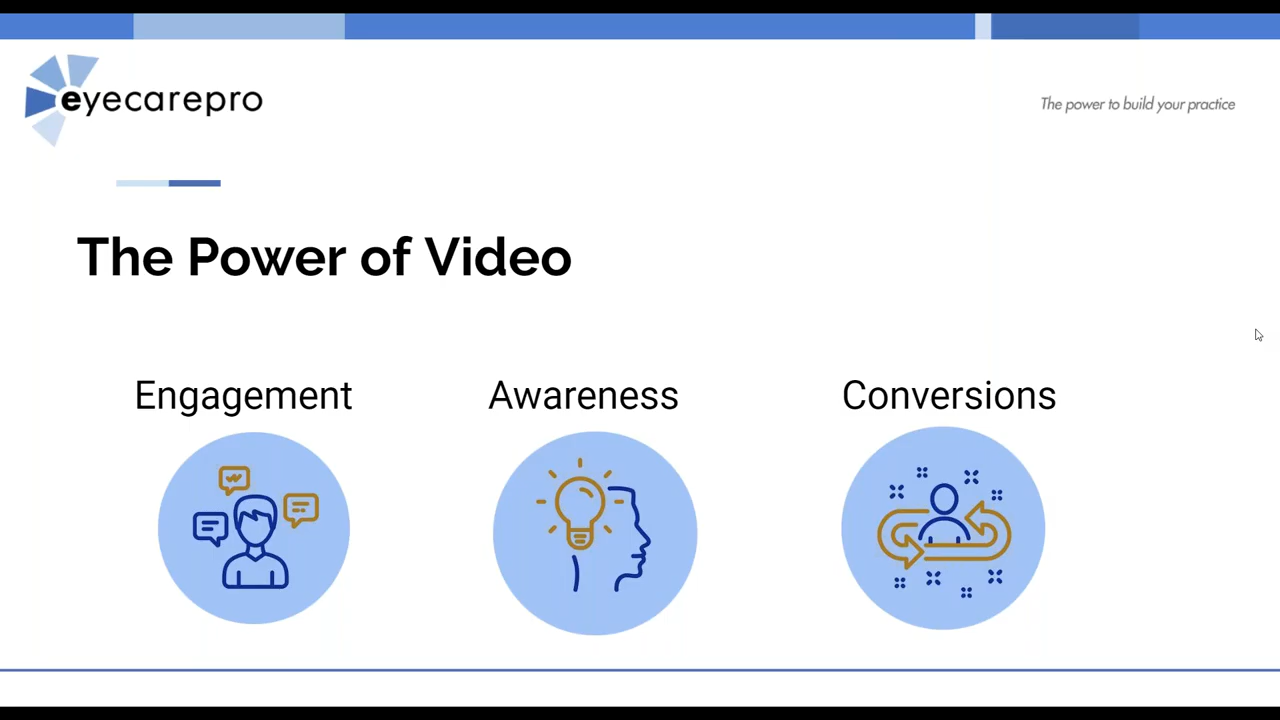 eyecarepro
The power to build your practice
The Power of Video
Engagement
Awareness
Conversions